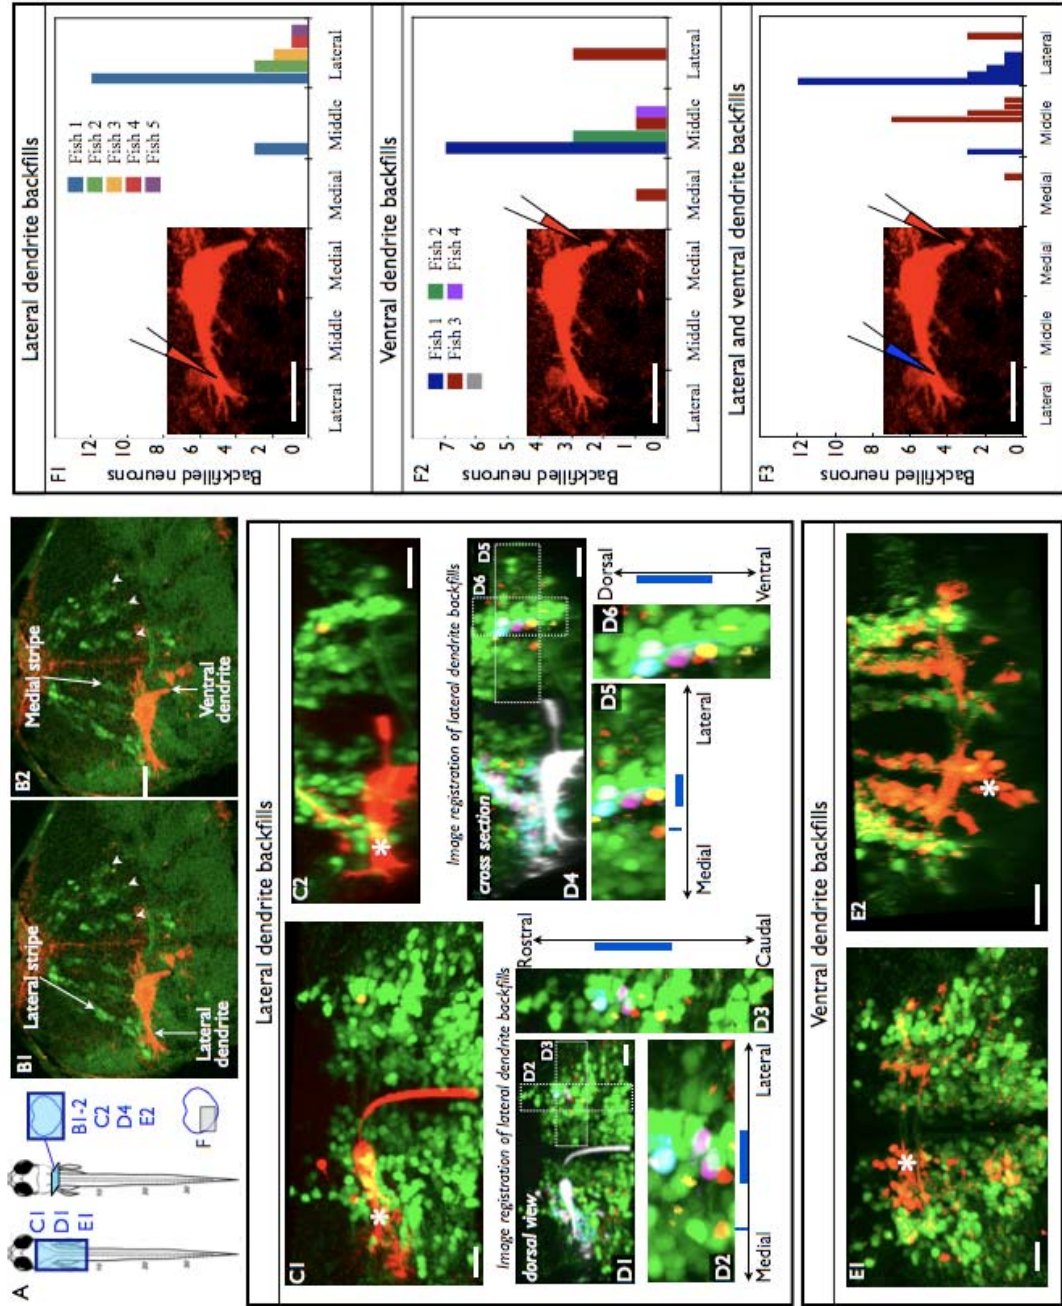 A
C1
D1
E1
B1-2
C2
D4
E2
F
B1
Lateral stripe
Lateral
dendrite
B2
Medial stripe
Ventral
dendrite
Lateral dendrite backfills
C1
*
C2
*
Image registration of lateral dendrite backfills
dorsal view
D1
D2
D3
D2
Medial
Lateral
D3
Rostral
Caudal
Image registration of lateral dendrite backfills
cross section
D4
D5
D6
D5
Medial
Lateral
D6
Dorsal
Ventral
Ventral dendrite backfills
E1
*
E2
*
Lateral dendrite backfills
F1
Backfilled neurons
12
10
8
6
4
2
0
Fish 1
Fish 2
Fish 3
Fish 4
Fish 5
Lateral Middle Medial Medial Middle Lateral
Ventral dendrite backfills
F2
Backfilled neurons
7
6
5
4
3
2
1
0
Fish 1 Fish 2
Fish 3 Fish 4
Lateral Middle Medial Medial Middle Lateral
Lateral and ventral dendrite backfills
F3
Backfilled neurons
12
10
8
6
4
2
0
Lateral Middle Medial Medial Middle Lateral